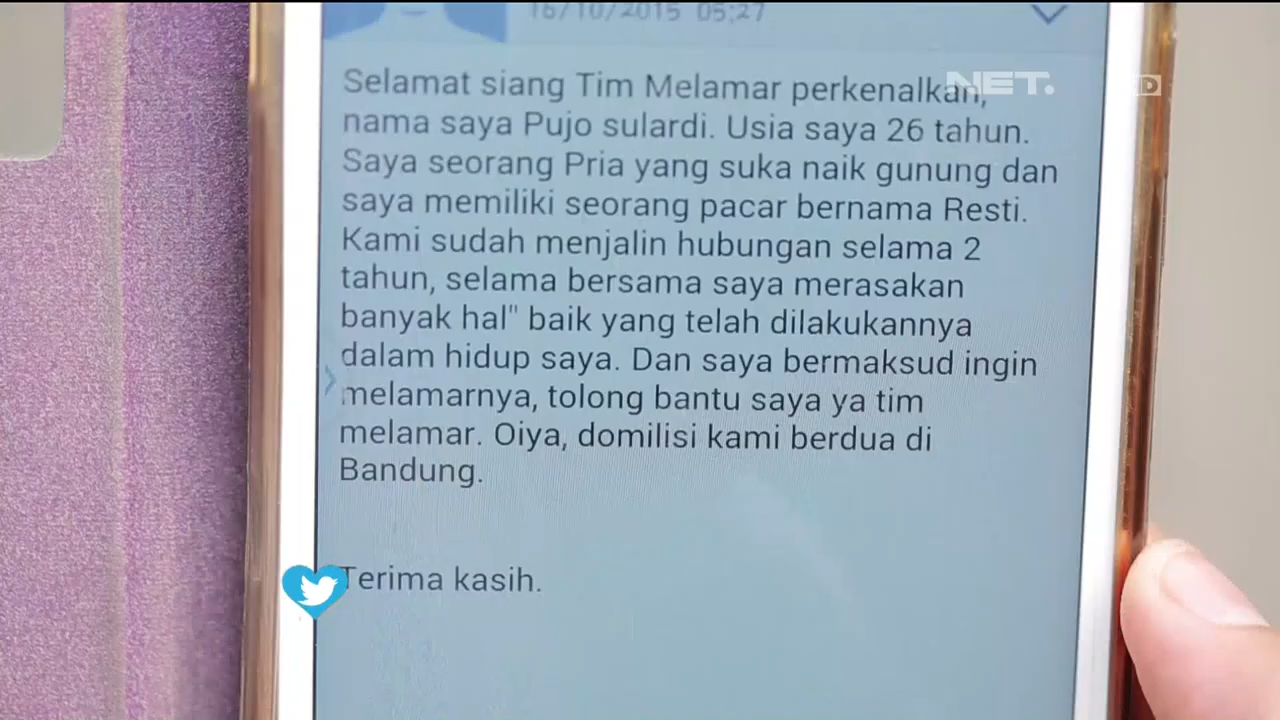 16/10/2015 05:27
NET.
Selamat siang Tim Melamar perkenalkan,
nama saya Pujo sulardi. Usia saya 26 tahun.
Saya seorang Pria yang suka naik gunung dan
saya memiliki seorang pacar bernama Resti.
Kami sudah menjalin hubungan selama 2
tahun, selama bersama saya merasakan
banyak hal" baik yang telah dilakukannya
dalam hidup saya. Dan saya bermaksud ingin
melamarnya, tolong bantu saya ya tim
melamar. Oiya, domilisi kami berdua di
Bandung.
Terima kasih.